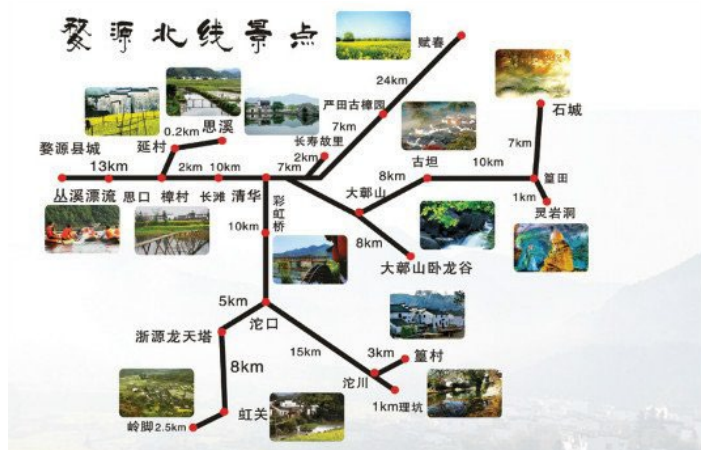 婺源北线景点
赋春
24km
严田古樟园
石城
0.2km
思溪
延村
长寿故里
7km
7km
婺源县城
2km
古坦
10km
13km
2km
10km
7km
8km
篁田
丛溪漂流
思口
樟村
长滩
清华
大鄣山
1km
灵岩洞
彩虹桥
10km
8km
大鄣山卧龙谷
5km
沱口
浙源龙天塔
15km
3km
篁村
8km
沱川
1km理坑
岭脚
2.5km
虹关